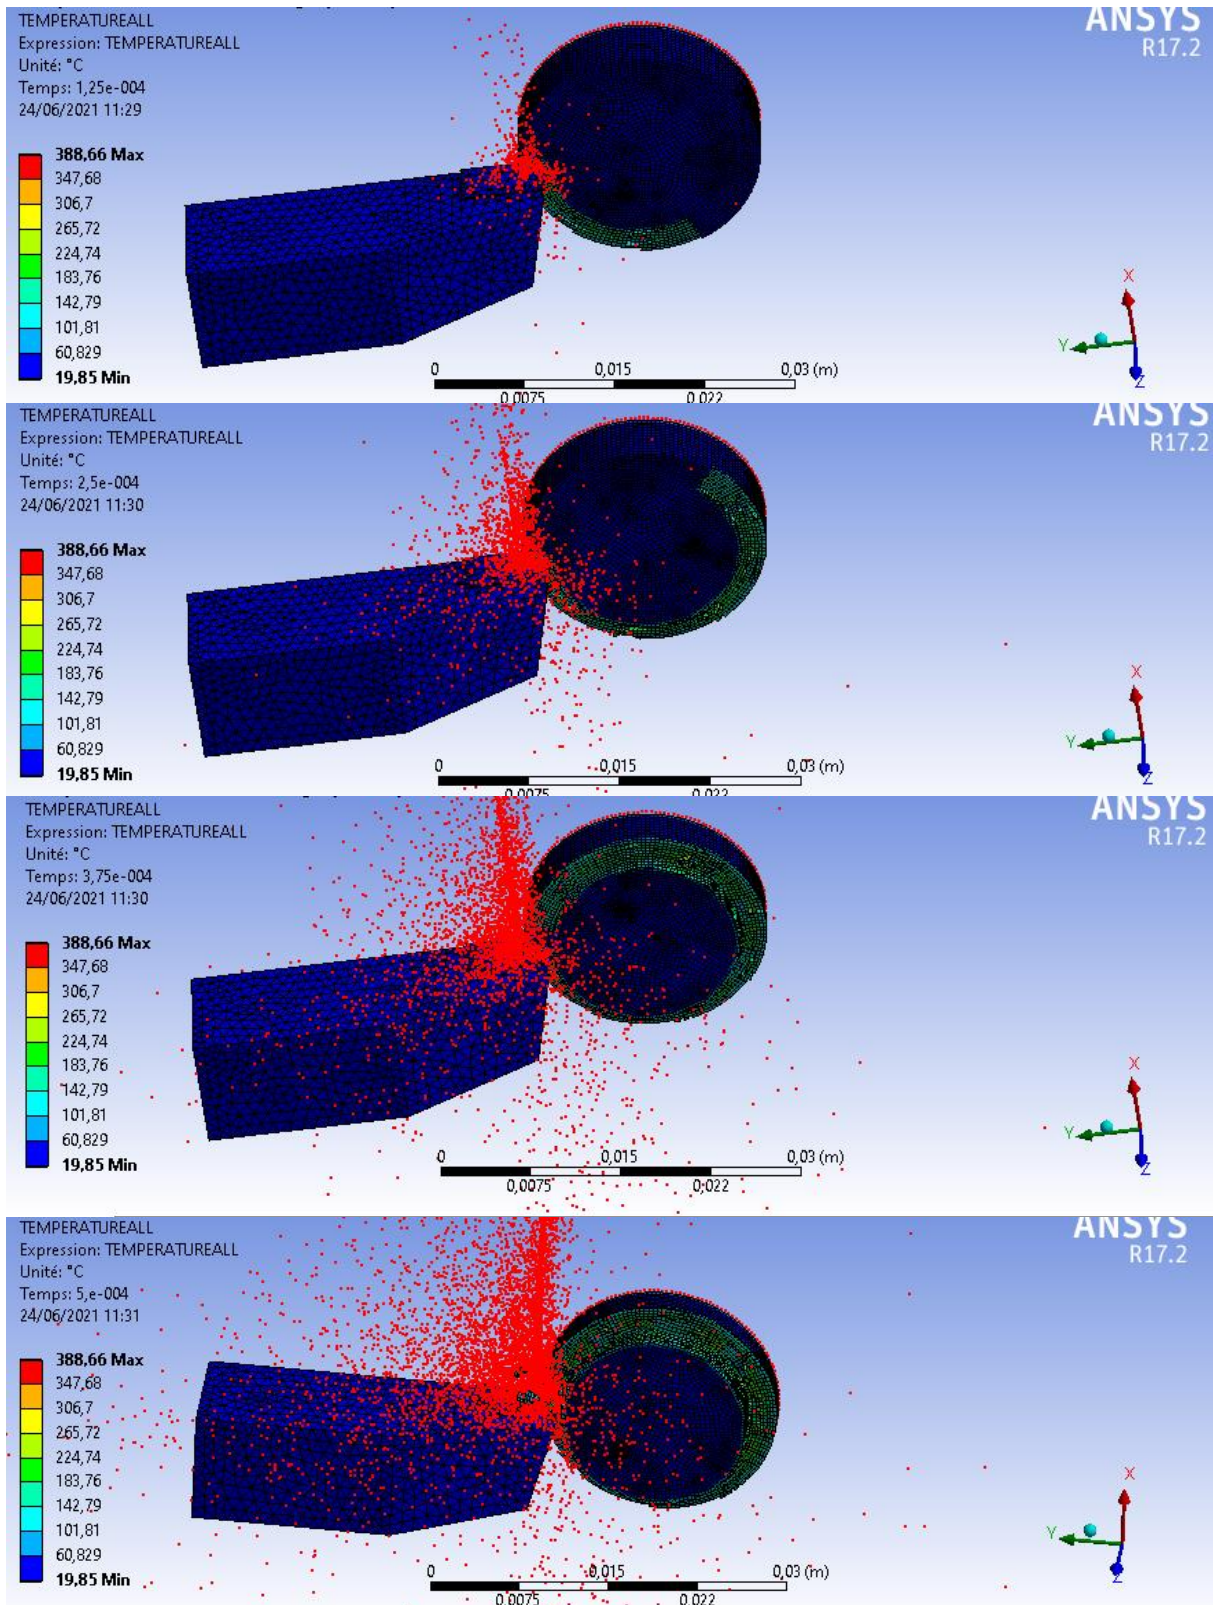 TEMPERATUREALL
Expression: TEMPERATUREALL
Unité: °C
Temps: 1,25e-004
24/06/2021 11:29
ANSYS
R17.2
388,66 Max
347,68
306,7
265,72
224,74
183,76
142,79
101,81
60,829
19,85 Min
X
Y
Z
0
0,015
0,03 (m)
0,0075
0,022
TEMPERATUREALL
Expression: TEMPERATUREALL
Unité: °C
Temps: 2,5e-004
24/06/2021 11:30
ANSYS
R17.2
388,66 Max
347,68
306,7
265,72
224,74
183,76
142,79
101,81
60,829
19,85 Min
X
Y
Z
0
0,015
0,03 (m)
0,0075
0,022
TEMPERATUREALL
Expression: TEMPERATUREALL
Unité: °C
Temps: 3,75e-004
24/06/2021 11:30
ANSYS
R17.2
388,66 Max
347,68
306,7
265,72
224,74
183,76
142,79
101,81
60,829
19,85 Min
X
Y
Z
0
0,015
0,03 (m)
0,0075
0,022
TEMPERATUREALL
Expression: TEMPERATUREALL
Unité: °C
Temps: 5,e-004
24/06/2021 11:31
ANSYS
R17.2
388,66 Max
347,68
306,7
265,72
224,74
183,76
142,79
101,81
60,829
19,85 Min
X
Y
Z
0
0,015
0,03 (m)
0,0075
0,022